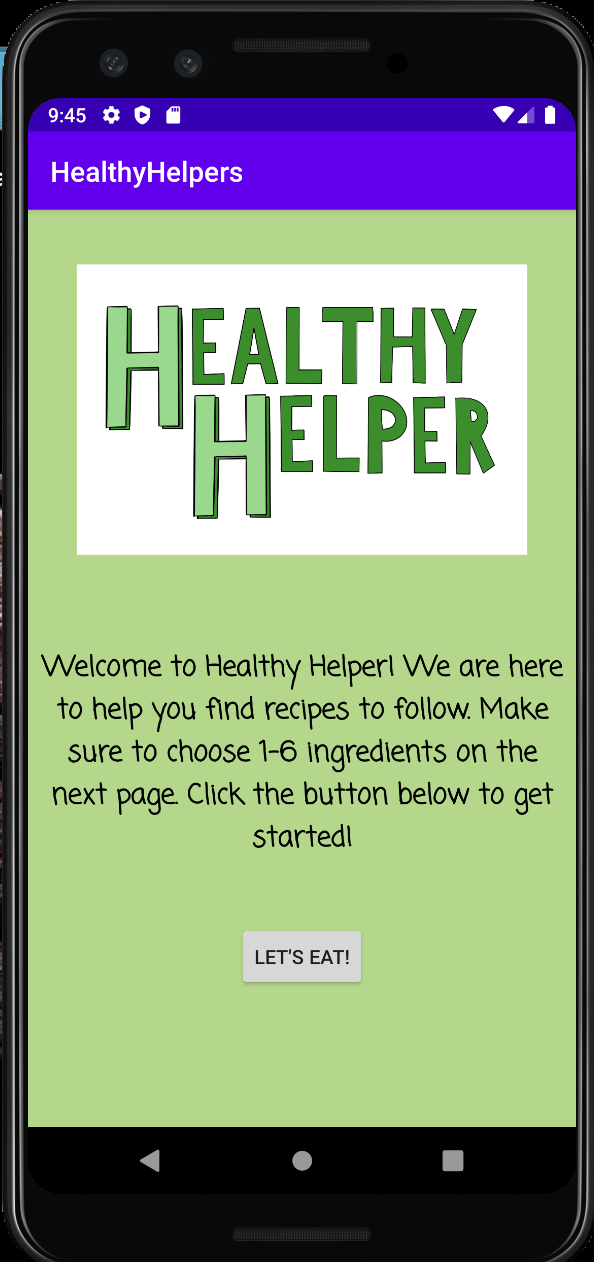 9:45
HealthyHelpers
HEALTHY
HELPER
Welcome to Healthy Helper! We are here
to help you find recipes to follow. Make
sure to choose 1-6 ingredients on the
next page. Click the button below to get
started!
LET'S EAT!